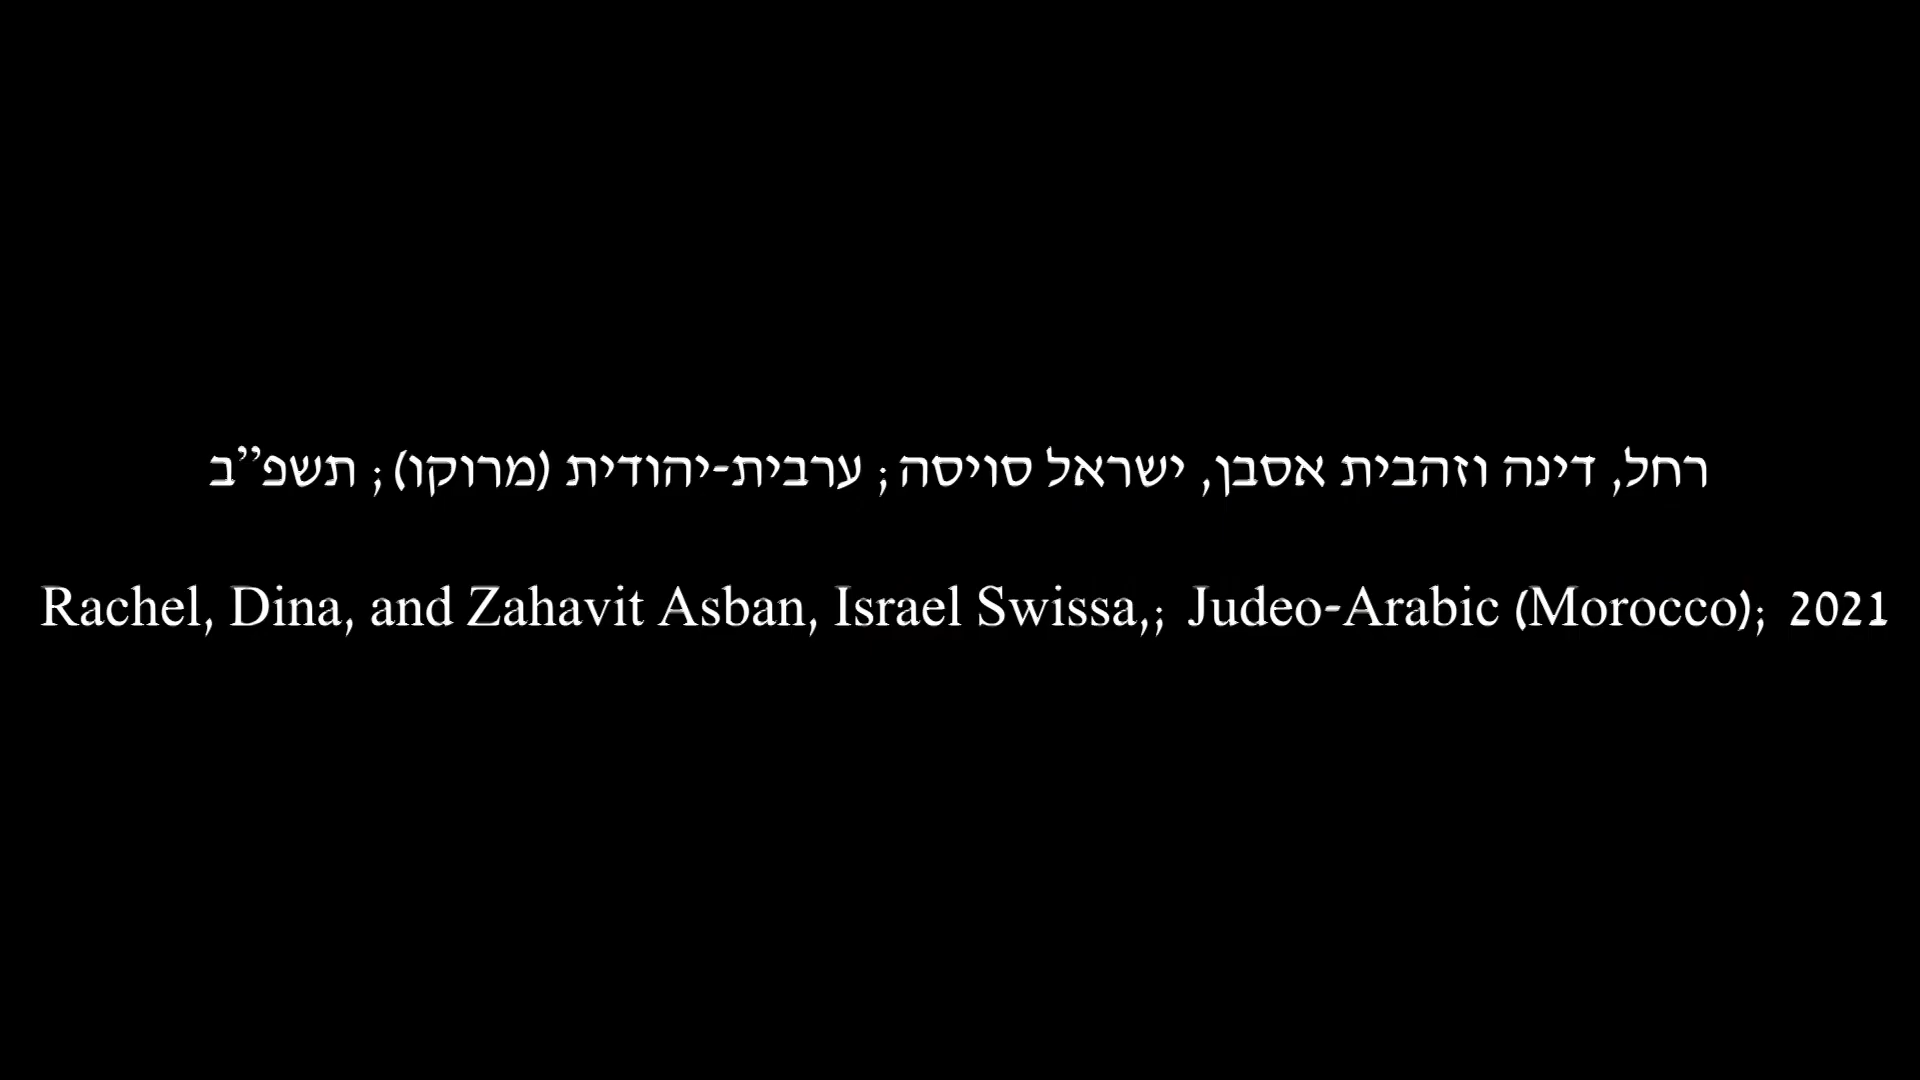 רחל, דינה וזהבית אסבן, ישראל סויסה; ערבית-יהודית (מרוקו); תשפ”ב
Rachel, Dina, and Zahavit Asban, Israel Swissa,; Judeo-Arabic (Morocco); 2021